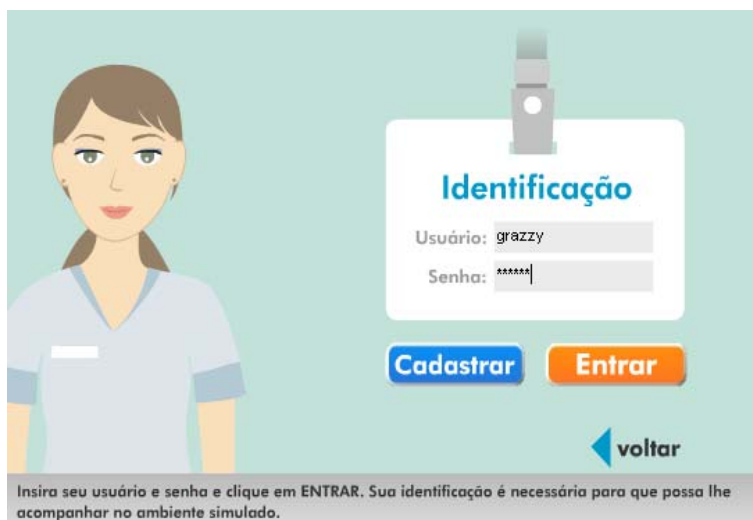 Identificação
Usuário: grazzy
Senha: ******
Cadastrar Entrar
voltar
Insira seu usuário e senha e clique em ENTRAR. Sua identificação é necessária para que possa lhe
acompanhar no ambiente simulado.